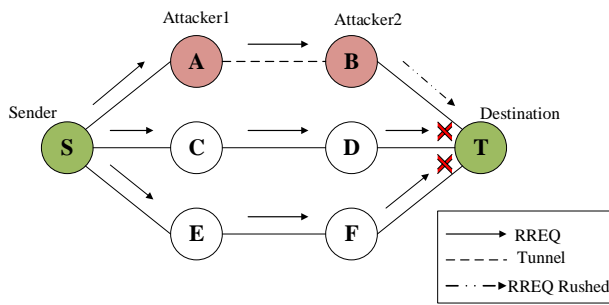 Attacker1 Attacker2
A B
Sender Destination
S C D T
E F
RREQ
Tunnel
RREQ Rushed